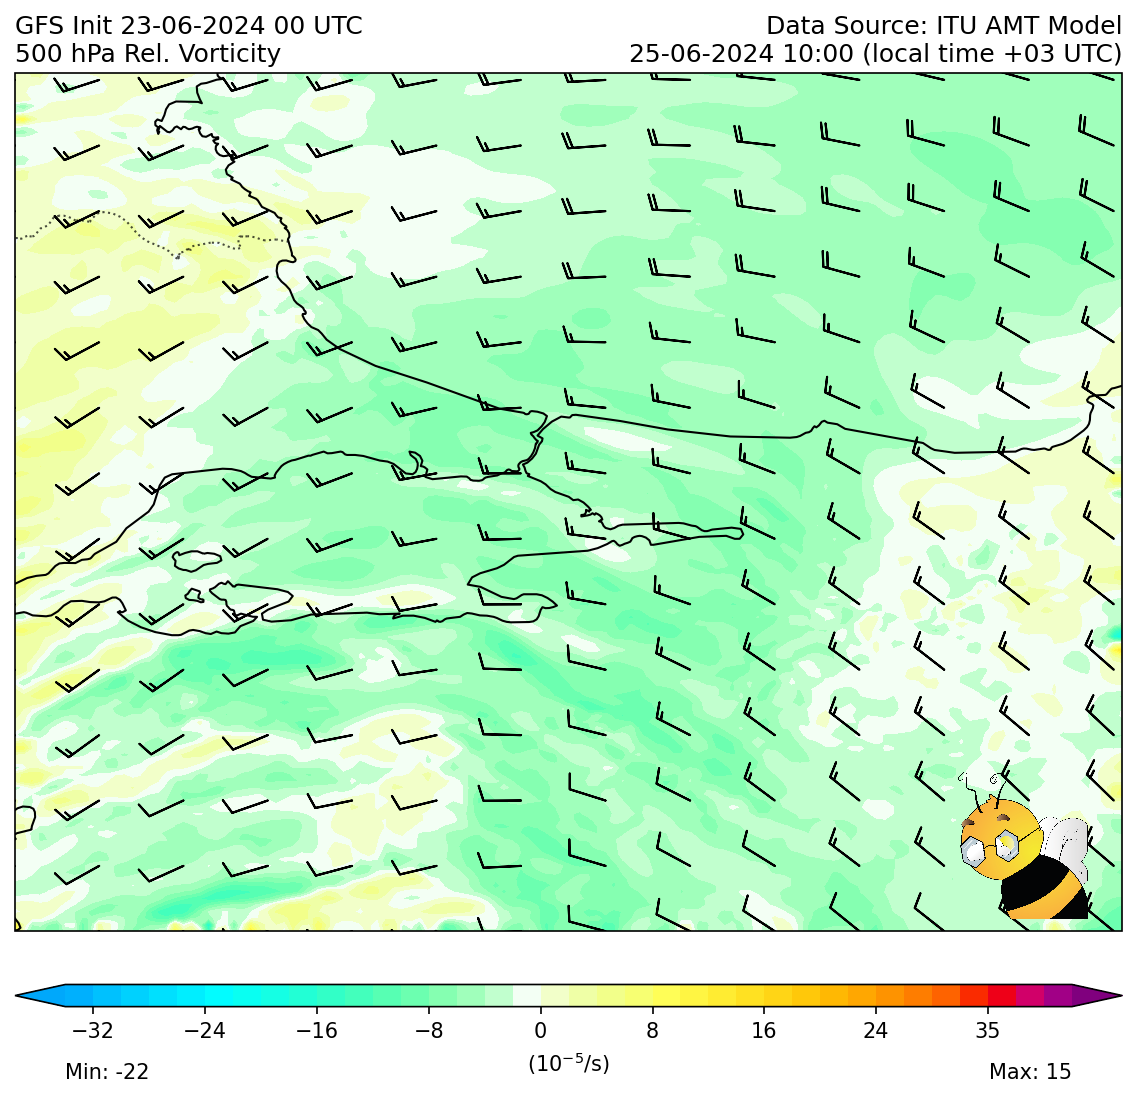 GFS Init 23-06-2024 00 UTC
Data Source: ITU AMT Model
500 hPa Rel. Vorticity
25-06-2024 10:00 (local time +03 UTC)
−32 −24 −16 −8 0 8 16 24 35
(10⁻⁵/s)
Min: -22
Max: 15